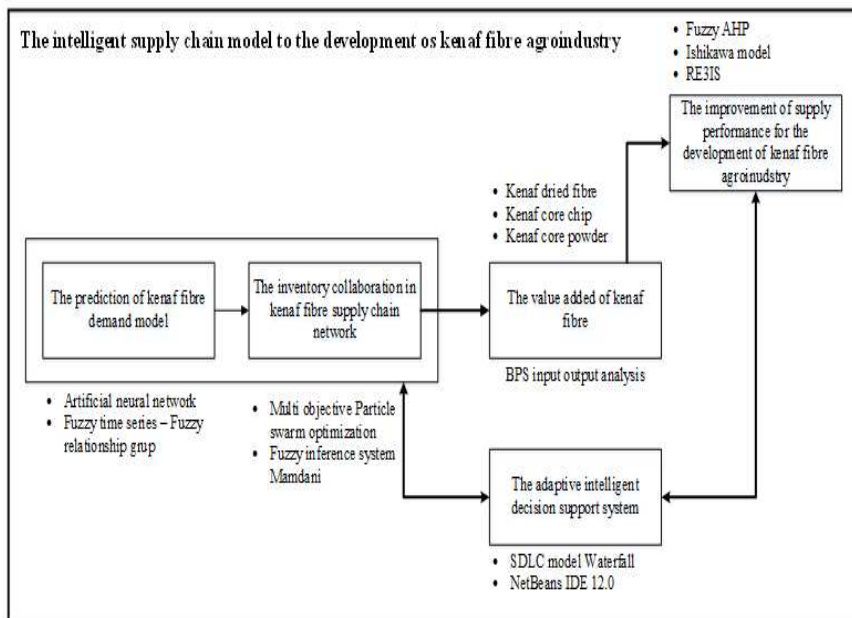 The intelligent supply chain model to the development os kenaf fibre agroindustry
• Fuzzy AHP
• Ishikawa model
• RE3IS
The improvement of supply
performance for the
development of kenaf fibre
agroinudstry
• Kenaf dried fibre
• Kenaf core chip
• Kenaf core powder
The prediction of kenaf fibre
demand model
The inventory collaboration in
kenaf fibre supply chain
network
The value added of kenaf
fibre
BPS input output analysis
• Artificial neural network
• Fuzzy time series – Fuzzy
relationship grup
• Multi objective Particle
swarm optimization
• Fuzzy inference system
Mamdani
The adaptive intelligent
decision support system
• SDLC model Waterfall
• NetBeans IDE 12.0